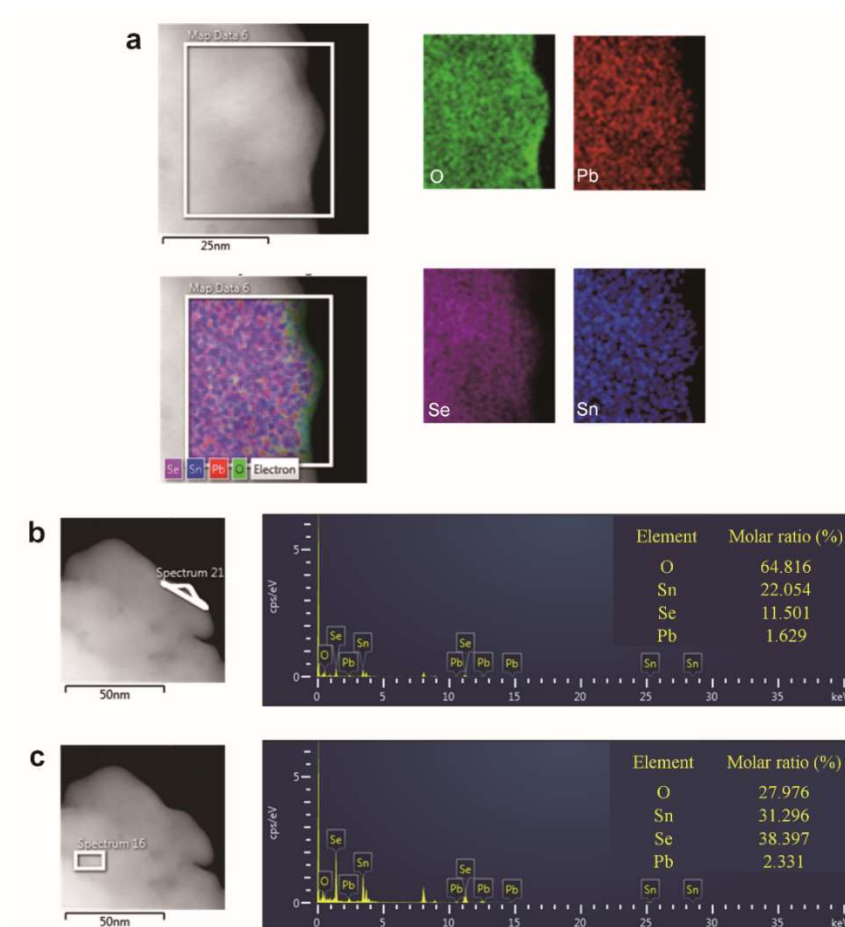 a
Map Data 6
25nm
O
Pb
Map Data 6
Se Sn Pb O Electron
Se
Sn
b
Spectrum 21
50nm
cps/eV
5
0
O Se Pb Sn Pb Se Pb Pb Sn Sn
0 5 10 15 20 25 30 35 keV
Element Molar ratio (%)
O 64.816
Sn 22.054
Se 11.501
Pb 1.629
c
Spectrum 16
50nm
cps/eV
5
0
O Se Pb Sn Pb Se Pb Pb Sn Sn
0 5 10 15 20 25 30 35 keV
Element Molar ratio (%)
O 27.976
Sn 31.296
Se 38.397
Pb 2.331